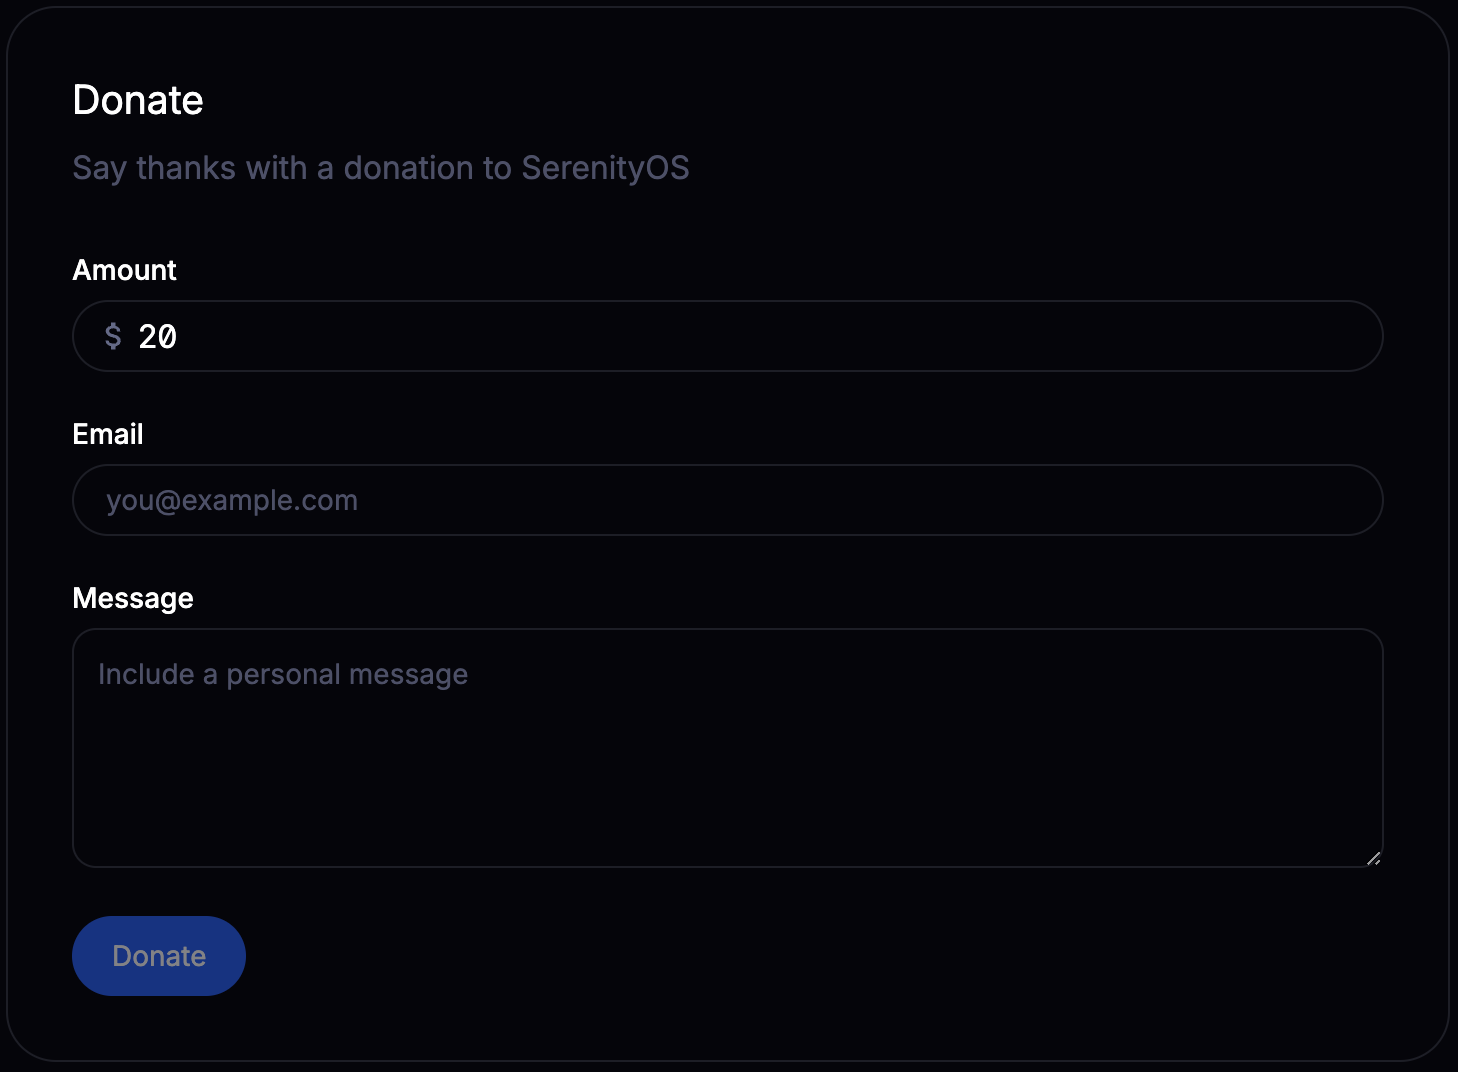 Donate
Say thanks with a donation to SerenityOS
Amount
$ 20
Email
you@example.com
Message
Include a personal message
Donate